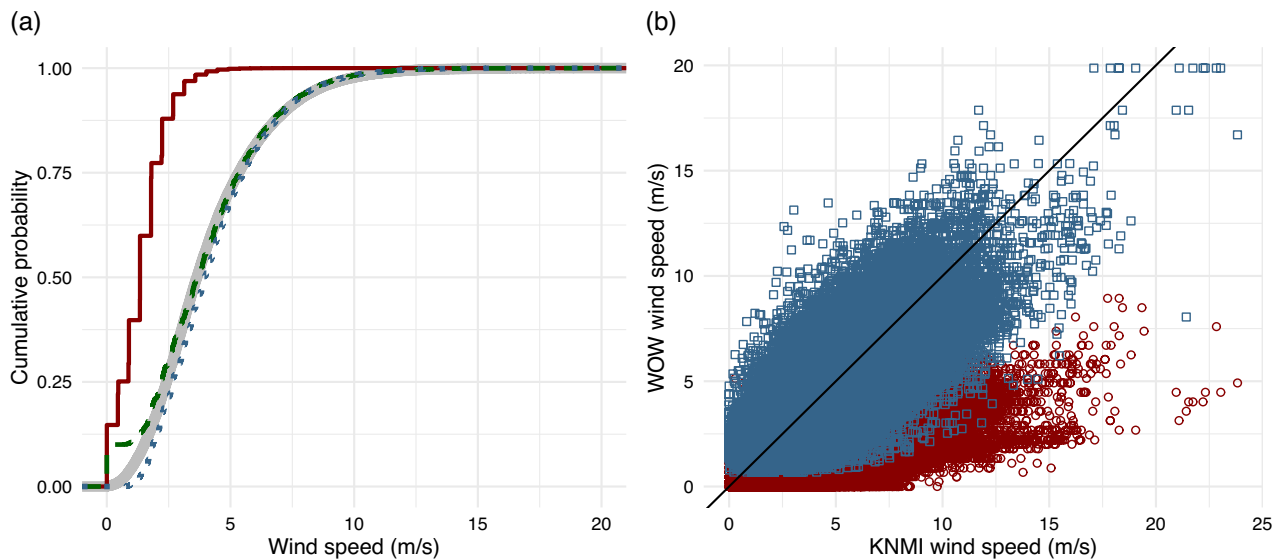 (a)
Cumulative probability
1.00
0.75
0.50
0.25
0.00
0 5 10 15 20
Wind speed (m/s)
(b)
WOW wind speed (m/s)
20
15
10
5
0
0 5 10 15 20 25
KNMI wind speed (m/s)